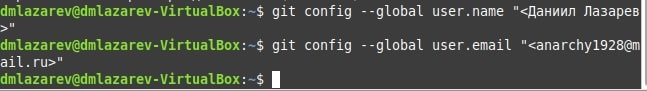 dmlazarev@dmlazarev-VirtualBox:~$ git config --global user.name "<Даниил Лазарев
>"
dmlazarev@dmlazarev-VirtualBox:~$ git config --global user.email "<anarchy1928@m
ail.ru>"
dmlazarev@dmlazarev-VirtualBox:~$